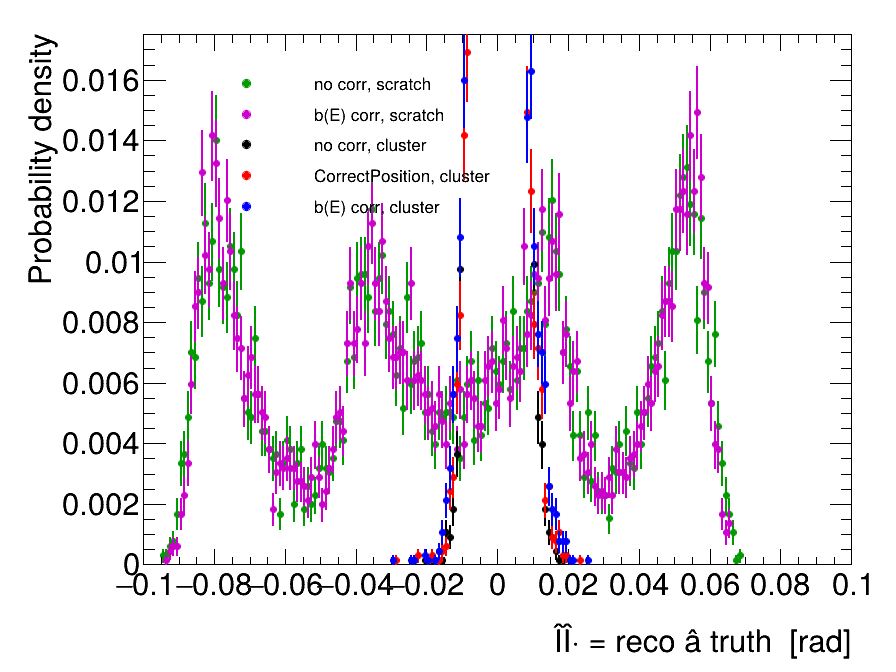 Probability density
0.016
0.014
0.012
0.01
0.008
0.006
0.004
0.002
0
no corr, scratch
b(E) corr, scratch
no corr, cluster
CorrectPosition, cluster
b(E) corr, cluster
−0.1 −0.08 −0.06 −0.04 −0.02 0 0.02 0.04 0.06 0.08 0.1
ÎÎ· = reco â truth [rad]